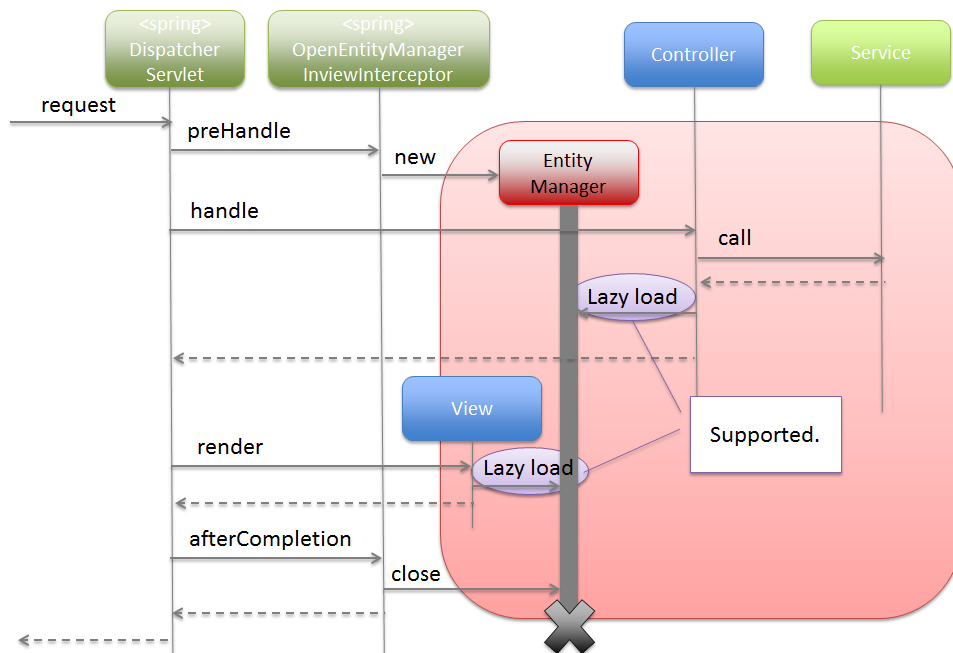 <spring>
Dispatcher
Servlet
<spring>
OpenEntityManager
InviewInterceptor
Controller
Service
request
preHandle
new
Entity
Manager
handle
call
Lazy load
View
Supported.
render
Lazy load
afterCompletion
close